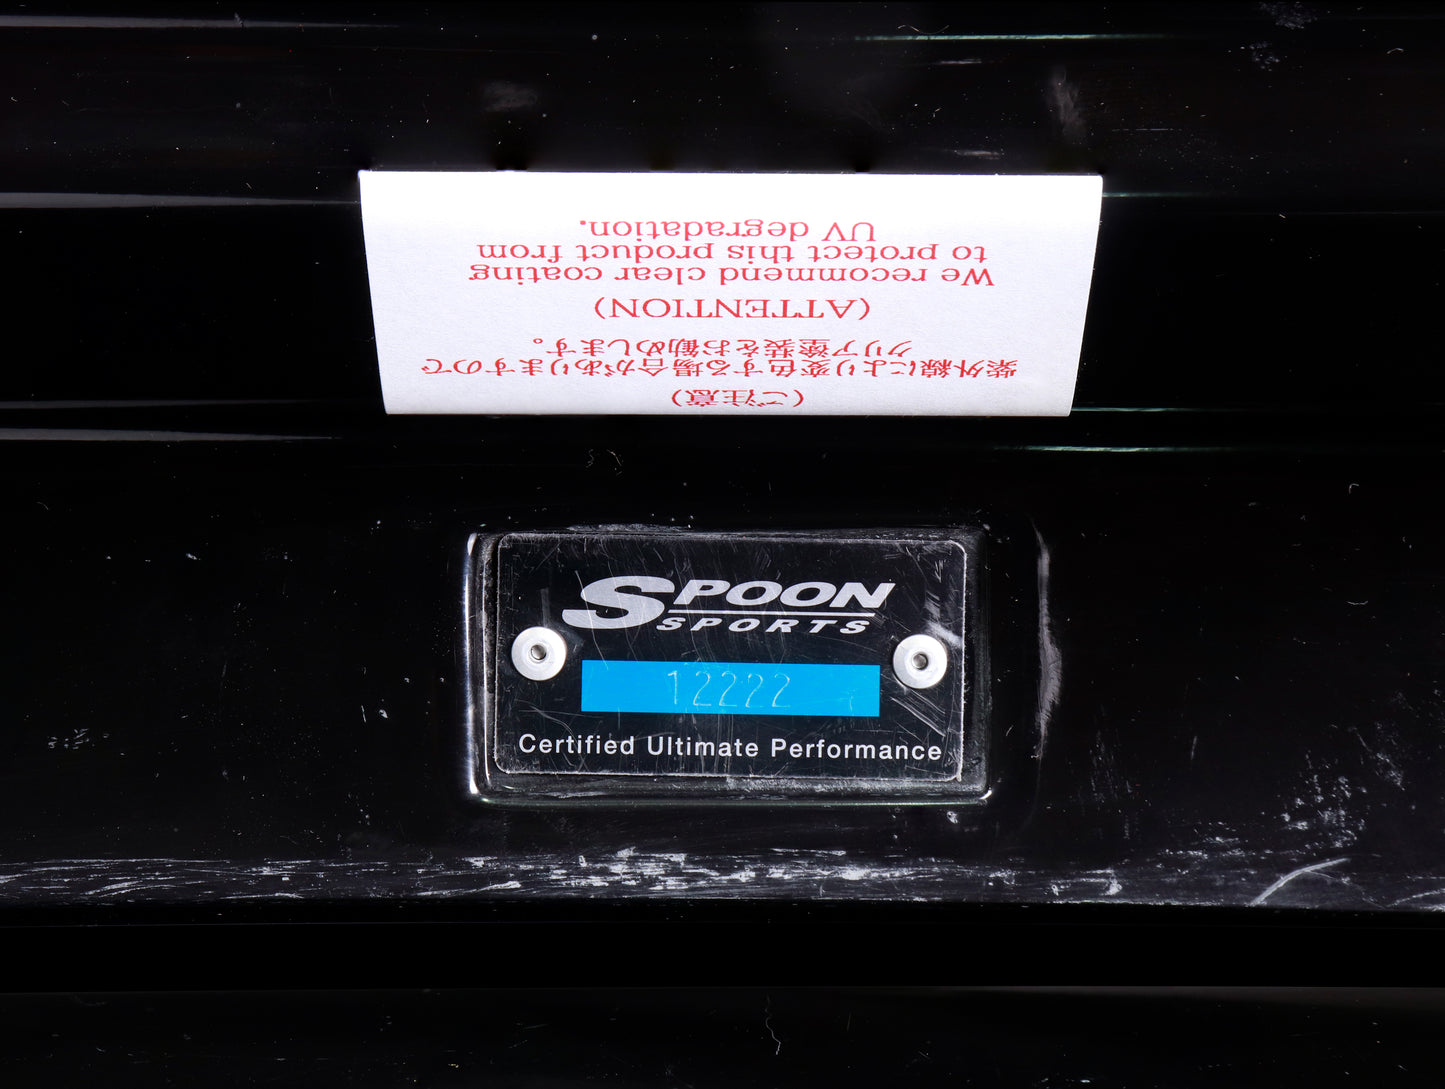 (ご注意)
紫外線により変色する場合がありますので
クリア塗装をお勧めします。
(ATTENTION)
We recommend clear coating
to protect this product from
UV degradation.
SPOON
SPORTS
12222
Certified Ultimate Performance